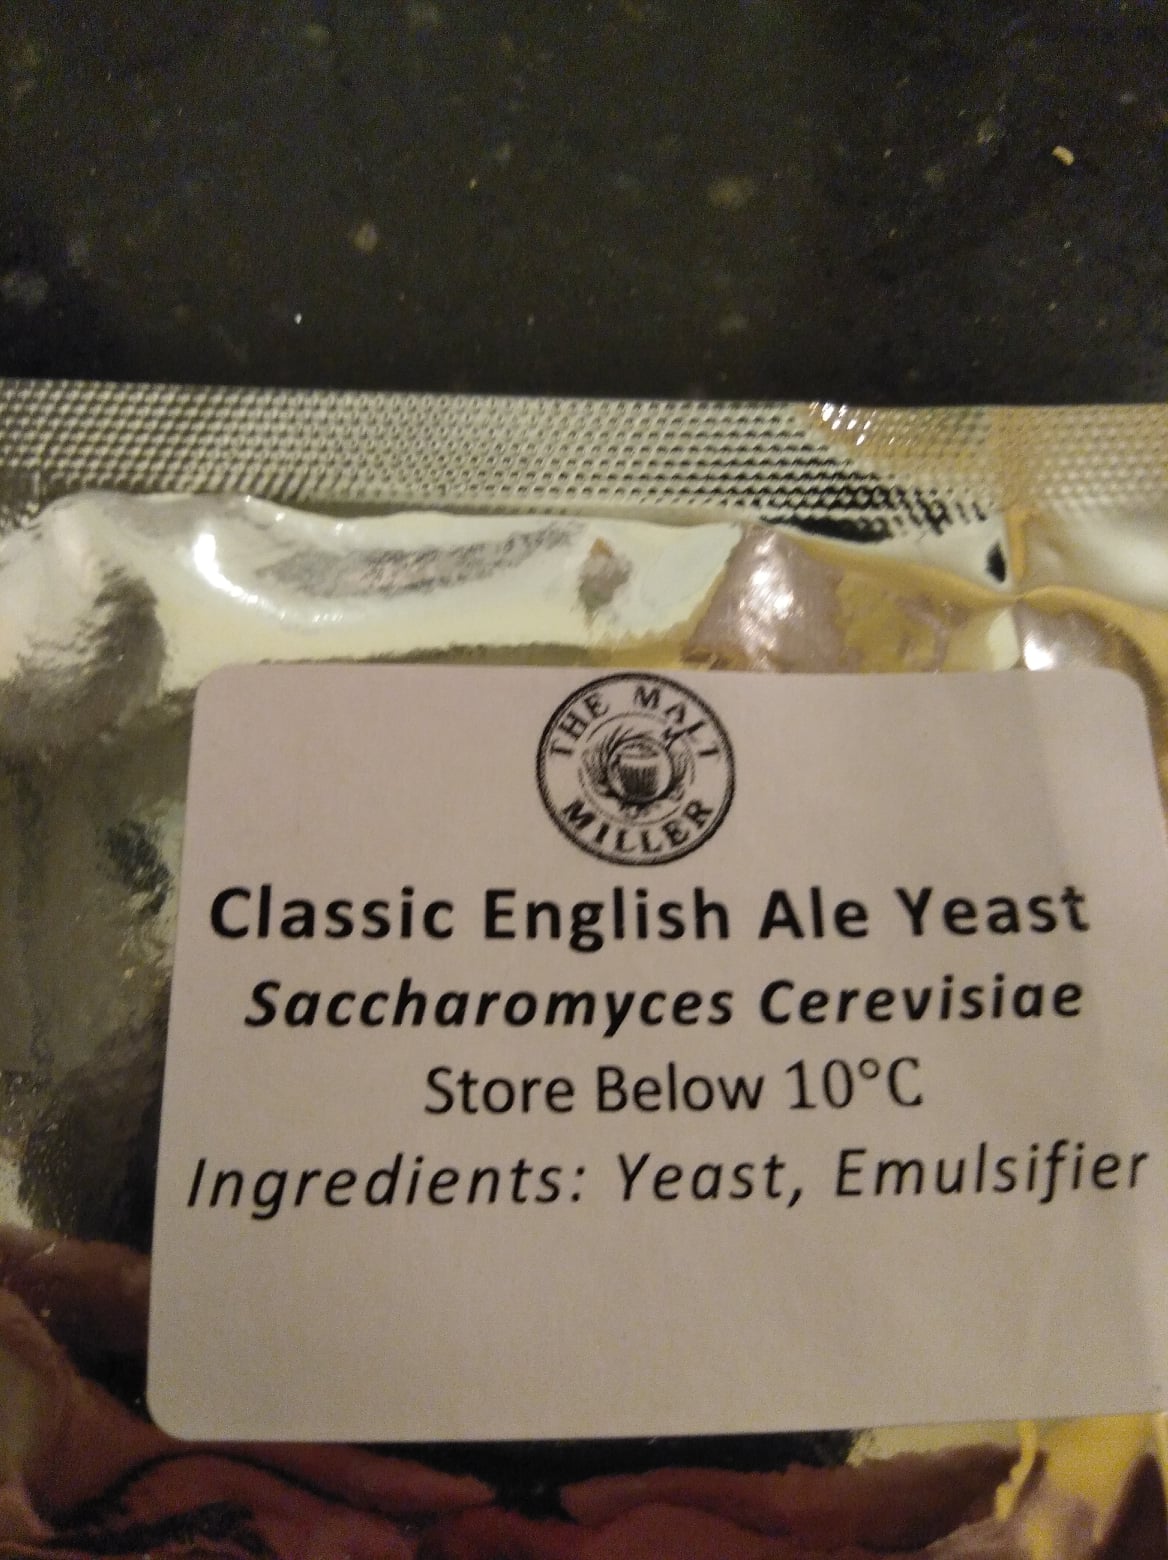 THE MALT
MILLER
Classic English Ale Yeast
Saccharomyces Cerevisiae
Store Below 10°C
Ingredients: Yeast, Emulsifier